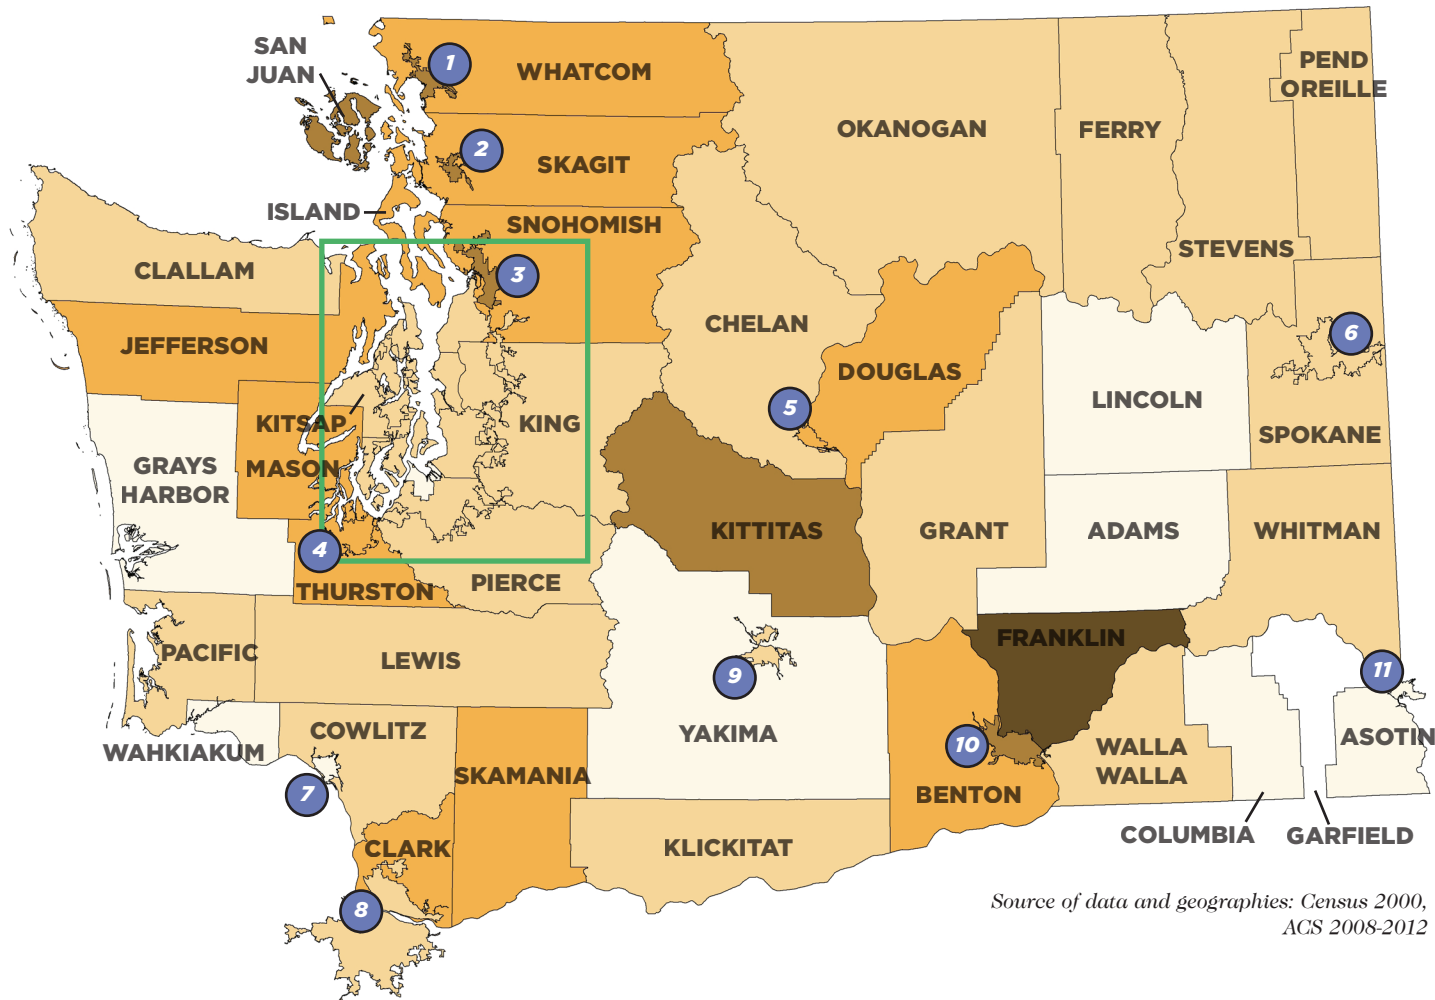 SAN
JUAN
1
WHATCOM
PEND
OREILLE
OKANOGAN
FERRY
2
SKAGIT
ISLAND
SNOHOMISH
STEVENS
CLALLAM
3
CHELAN
6
JEFFERSON
DOUGLAS
LINCOLN
5
KITSAP
KING
SPOKANE
GRAYS
HARBOR
MASON
KITTITAS
GRANT
ADAMS
WHITMAN
4
THURSTON
PIERCE
FRANKLIN
PACIFIC
LEWIS
9
11
COWLITZ
YAKIMA
10
WAHKIAKUM
ASOTIN
WALLA
WALLA
SKAMANIA
7
BENTON
COLUMBIA
GARFIELD
CLARK
KLICKITAT
8
Source of data and geographies: Census 2000,
ACS 2008-2012